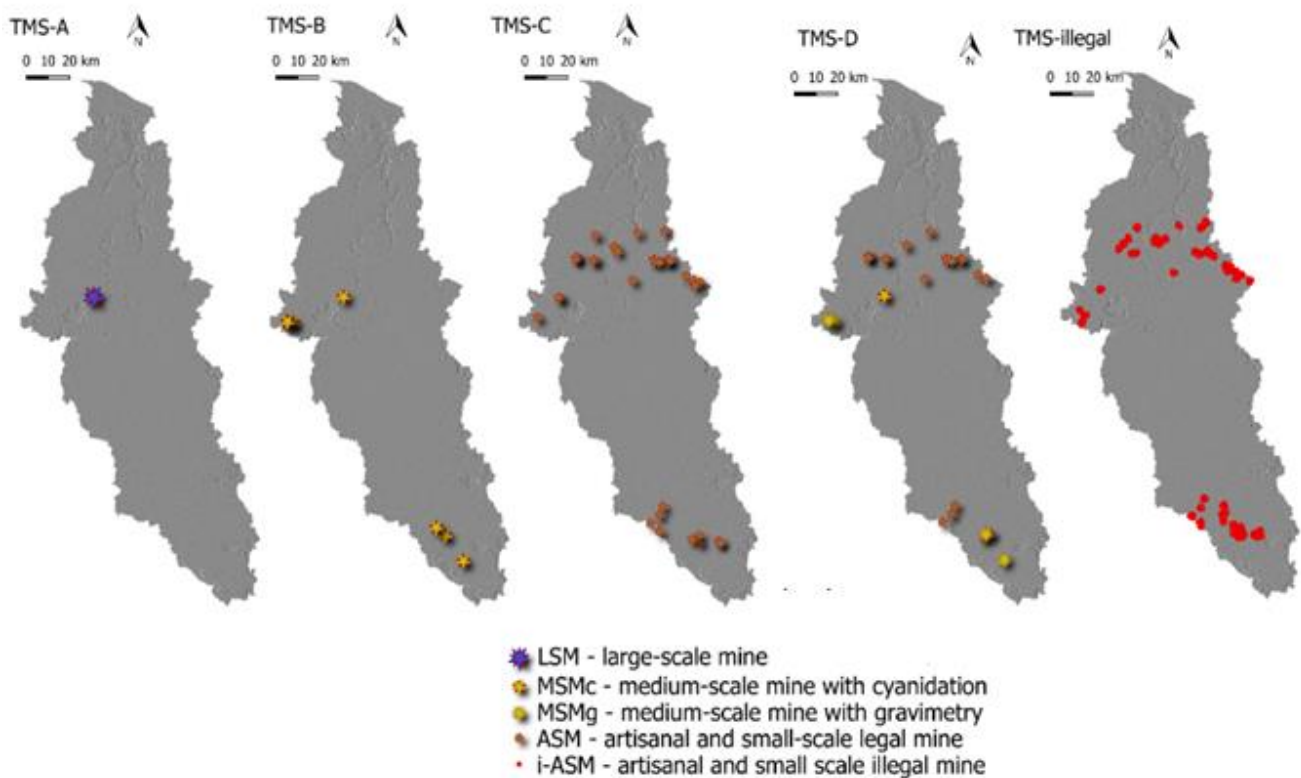 TMS-A
N
0 10 20 km
TMS-B
N
0 10 20 km
TMS-C
N
0 10 20 km
TMS-D
N
0 10 20 km
TMS-illegal
N
0 10 20 km
LSM - large-scale mine
MSMc - medium-scale mine with cyanidation
MSMg - medium-scale mine with gravimetry
ASM - artisanal and small-scale legal mine
i-ASM - artisanal and small scale illegal mine